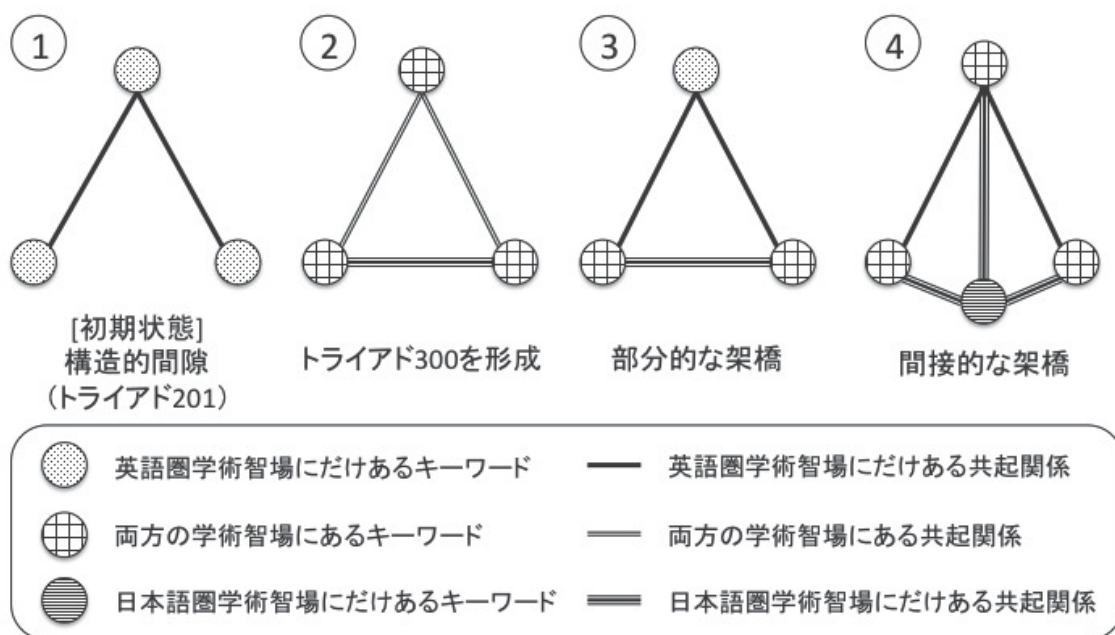 1
2
3
4
[初期状態]
構造的間隙
（トライアド201）
トライアド300を形成
部分的な架橋
間接的な架橋
英語圏学術智場にだけあるキーワード
英語圏学術智場にだけある共起関係
両方の学術智場にあるキーワード
両方の学術智場にある共起関係
日本語圏学術智場にだけあるキーワード
日本語圏学術智場にだけある共起関係